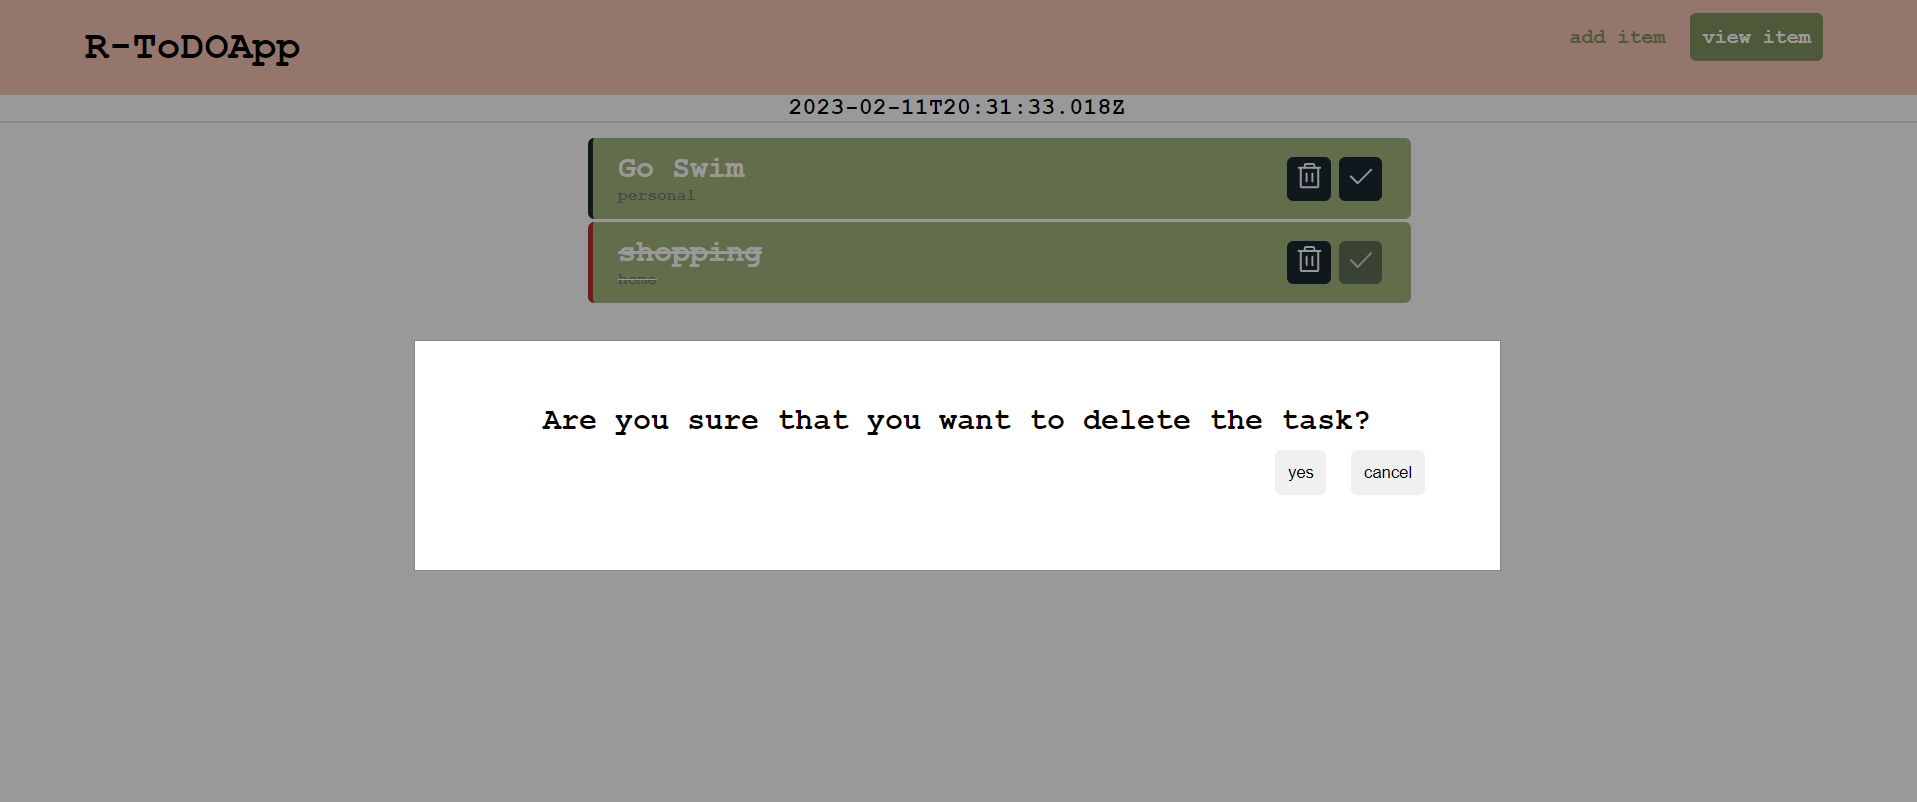 R-ToDOApp
add item
view item
2023-02-11T20:31:33.018Z
Go Swim
personal
shopping
home
Are you sure that you want to delete the task?
yes
cancel